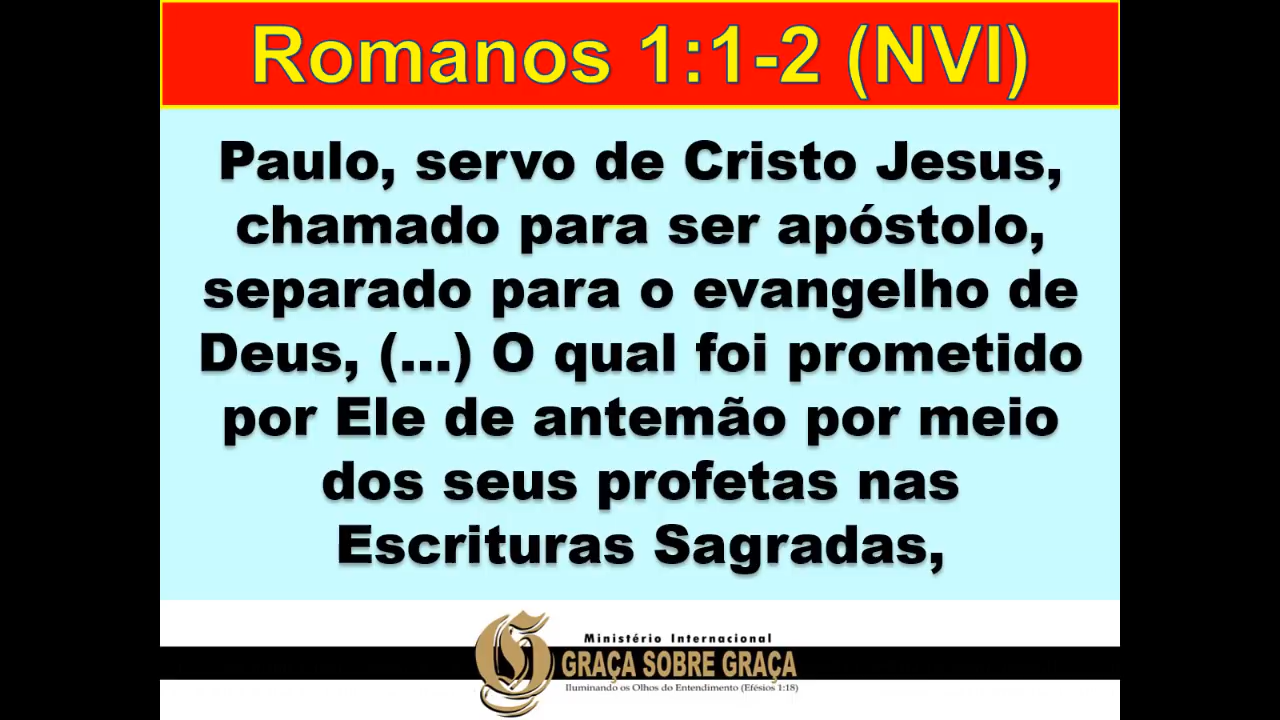 Romanos 1:1-2 (NVI)
Paulo, servo de Cristo Jesus,
chamado para ser apóstolo,
separado para o evangelho de
Deus, (...) O qual foi prometido
por Ele de antemão por meio
dos seus profetas nas
Escrituras Sagradas,
Ministério Internacional
GRAÇA SOBRE GRAÇA
Iluminando os Olhos do Entendimento (Efésios 1:18)